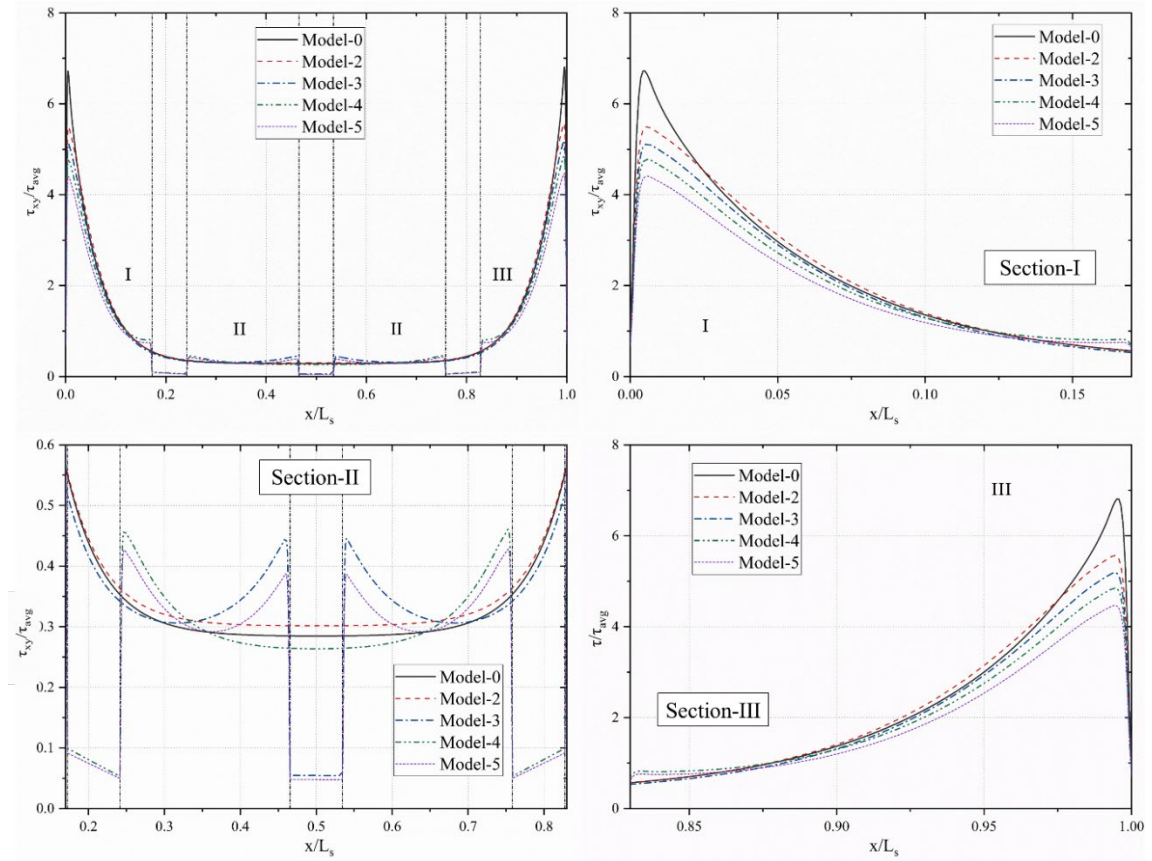 8
6
4
2
0
τxy/τavg
Model-0
Model-2
Model-3
Model-4
Model-5
I
II
II
III
0.0
0.2
0.4
0.6
0.8
1.0
x/Ls
8
6
4
2
0
τxy/τavg
Model-0
Model-2
Model-3
Model-4
Model-5
Section-I
I
0.00
0.05
0.10
0.15
x/Ls
0.6
0.5
0.4
0.3
0.2
0.1
0.0
τxy/τavg
Section-II
Model-0
Model-2
Model-3
Model-4
Model-5
0.2
0.3
0.4
0.5
0.6
0.7
0.8
x/Ls
8
6
4
2
0
τ/τavg
Model-0
Model-2
Model-3
Model-4
Model-5
III
Section-III
0.85
0.90
0.95
1.00
x/Ls